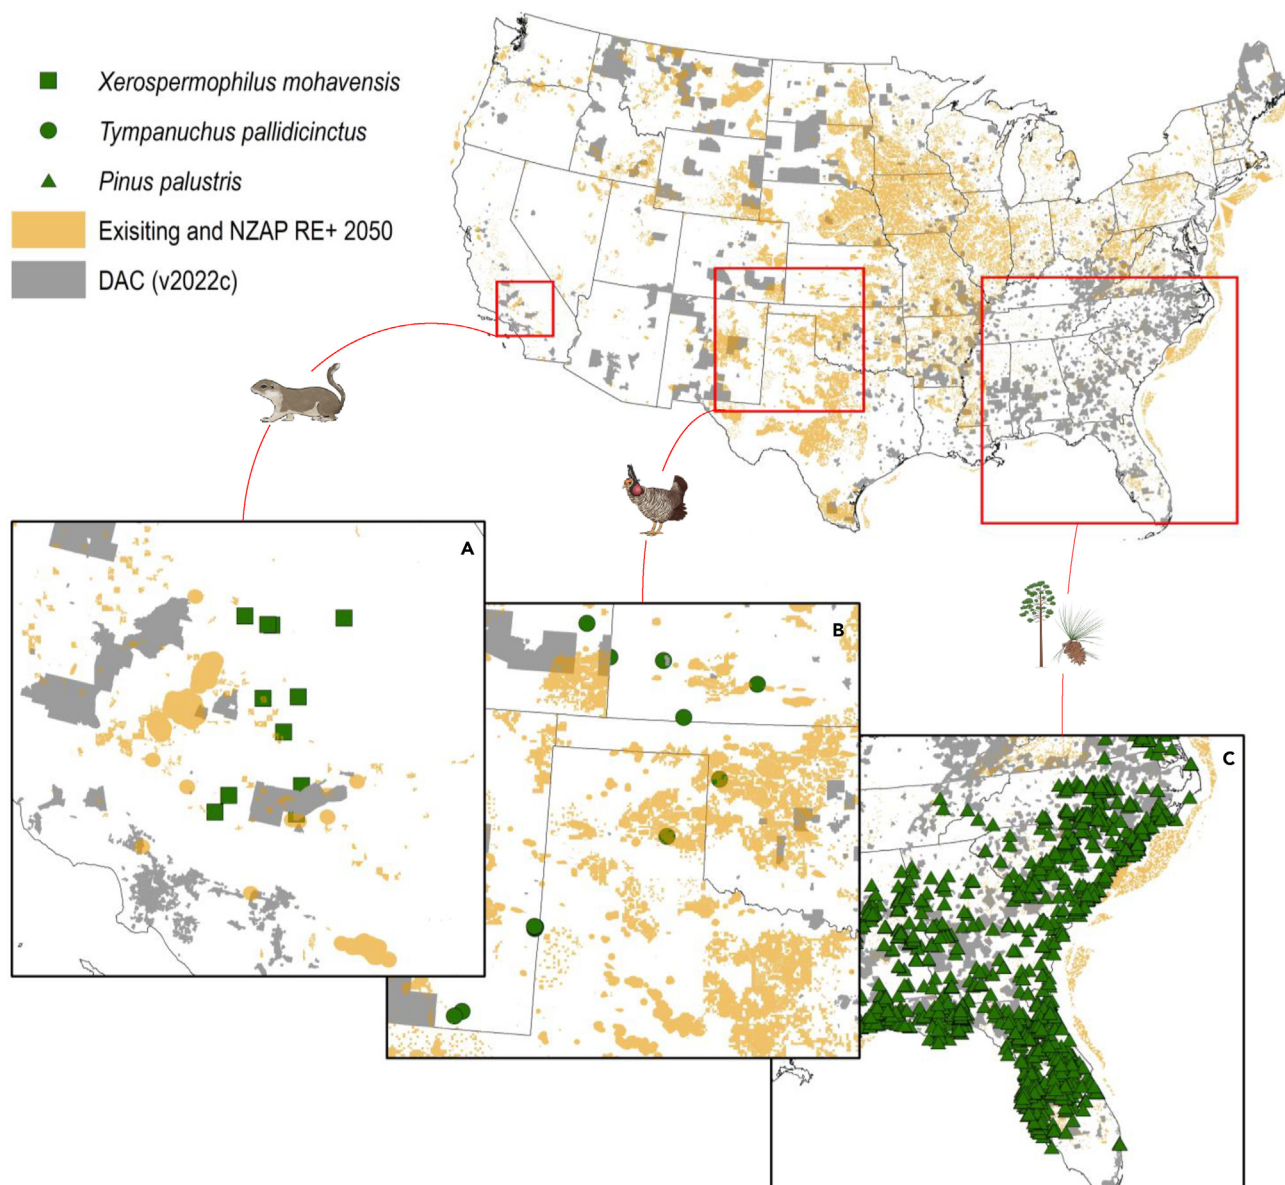 Xerospermophilus mohavensis
Tympanuchus pallidicinctus
Pinus palustris
Exisiting and NZAP RE+ 2050
DAC (v2022c)
A
B
C